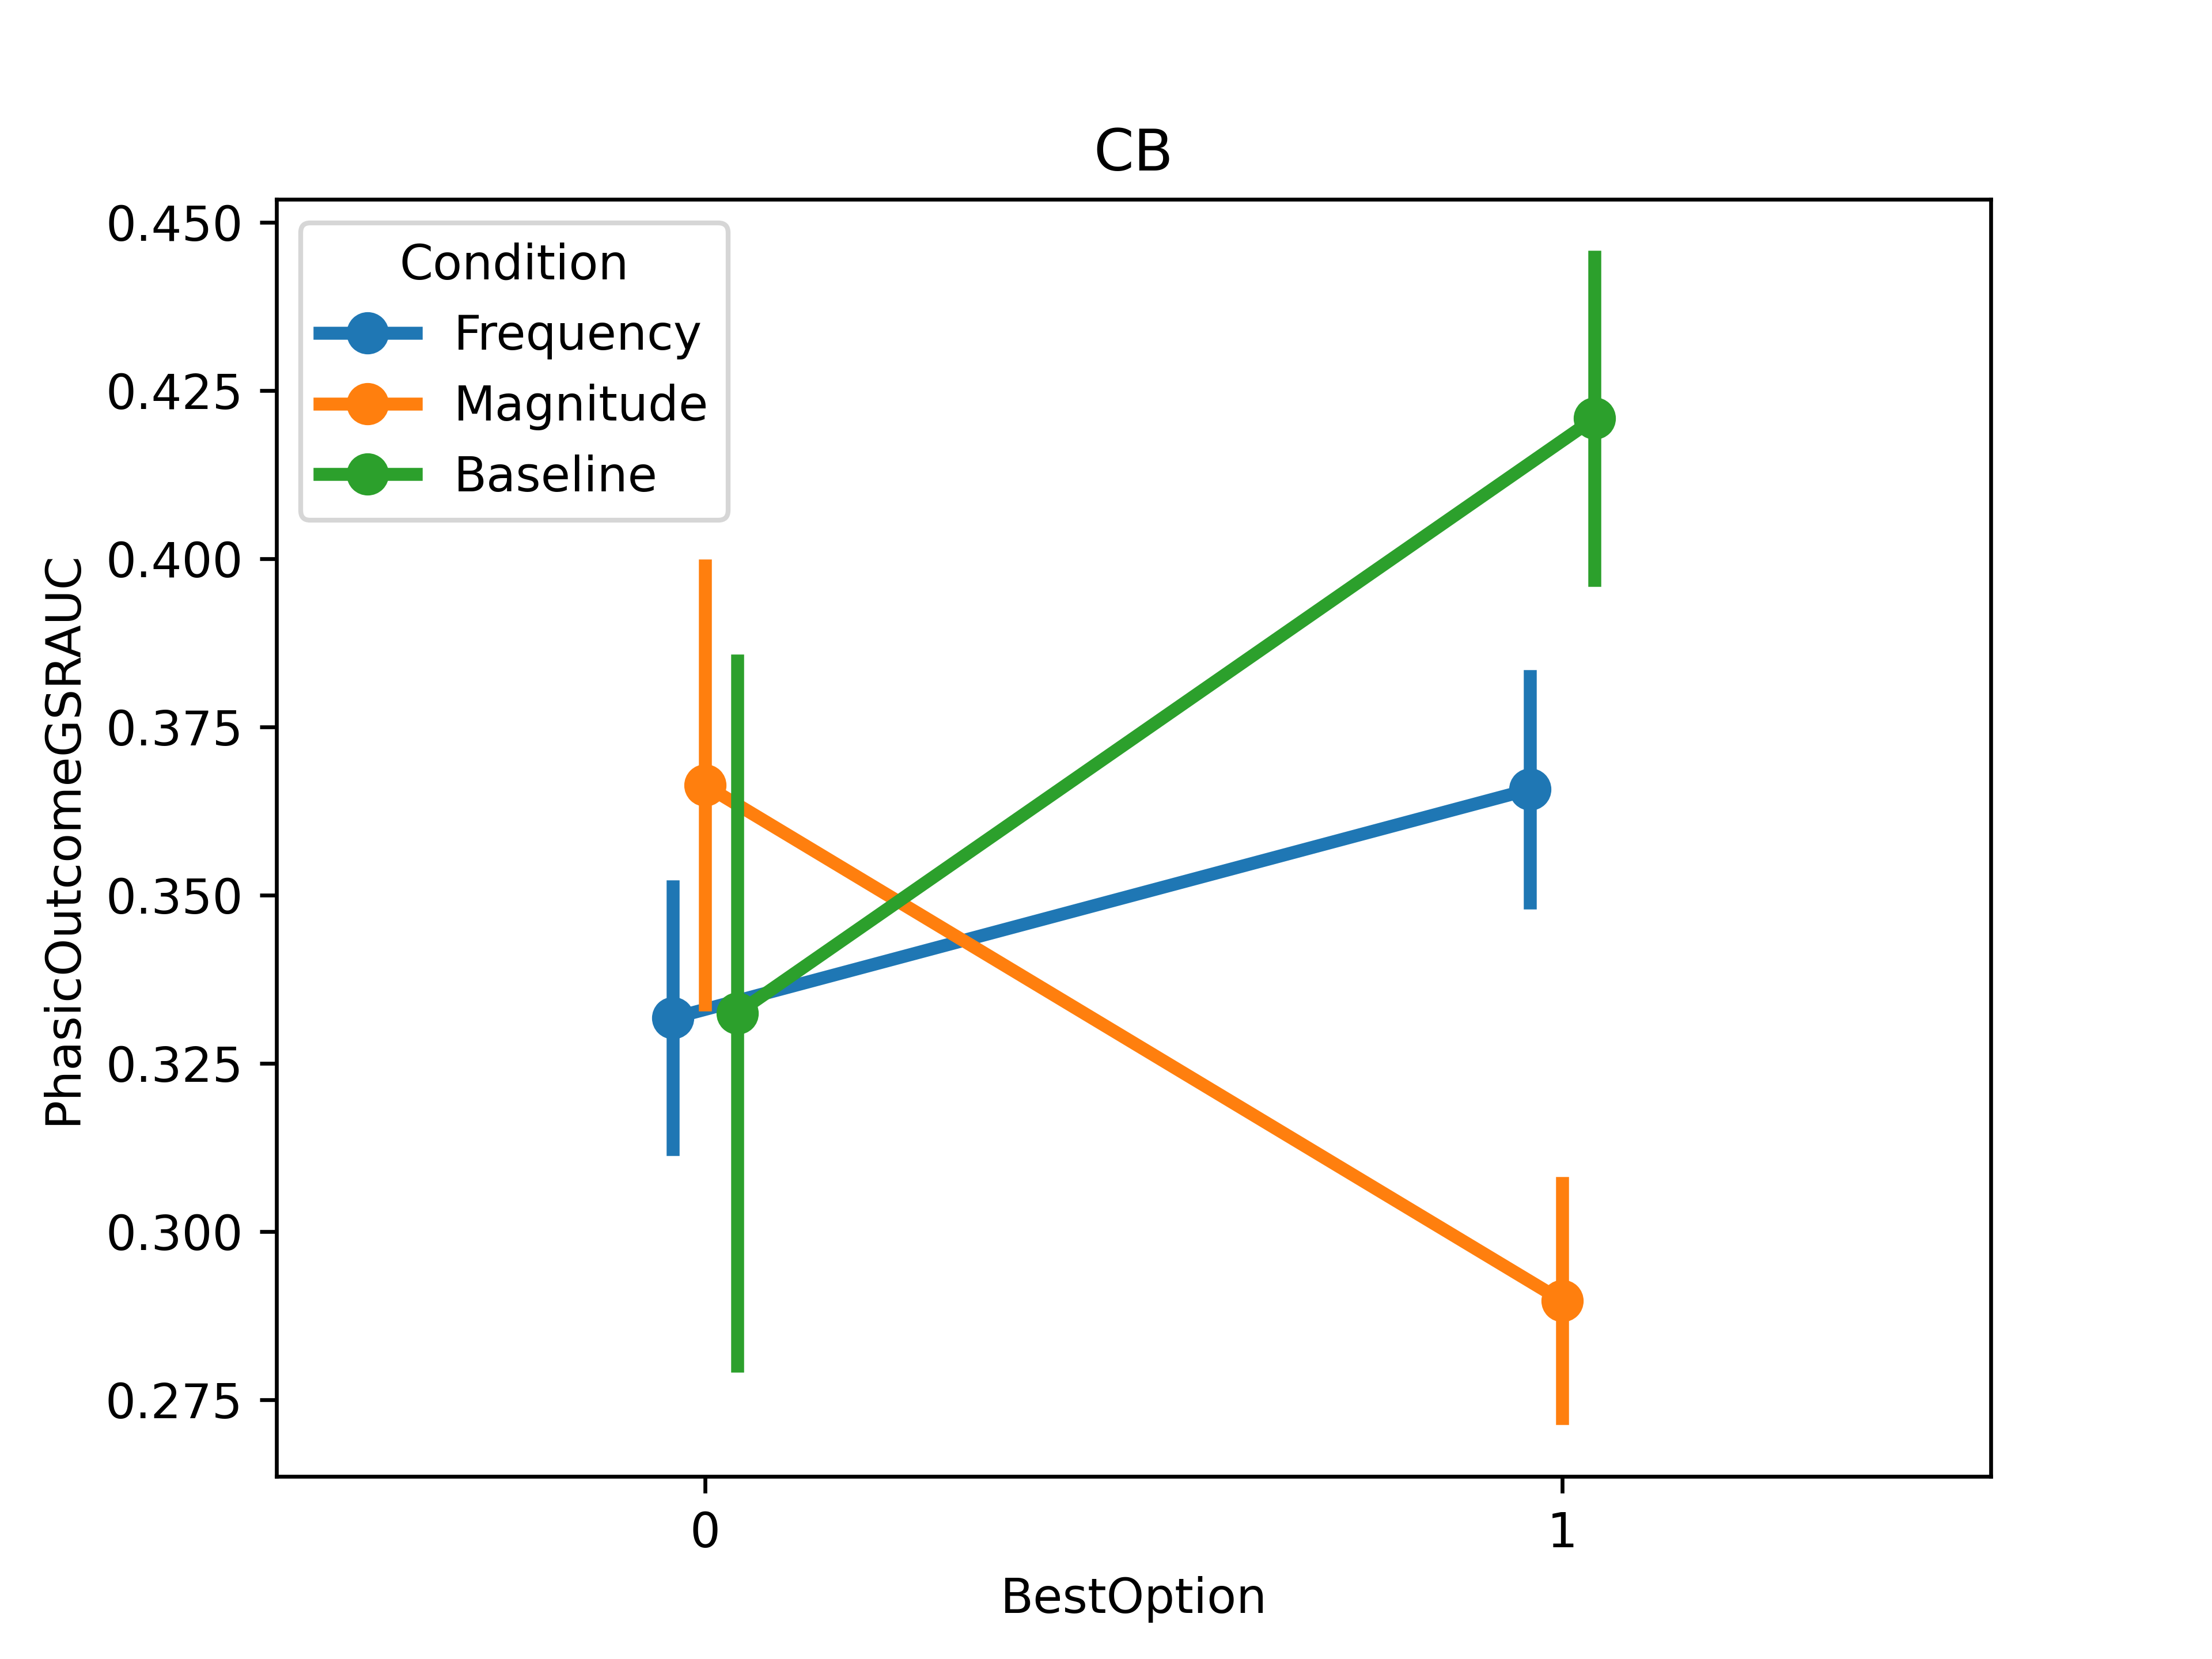 CB
PhasicOutcomeGSRAUC
0.450
0.425
0.400
0.375
0.350
0.325
0.300
0.275
Condition
Frequency
Magnitude
Baseline
0
1
BestOption